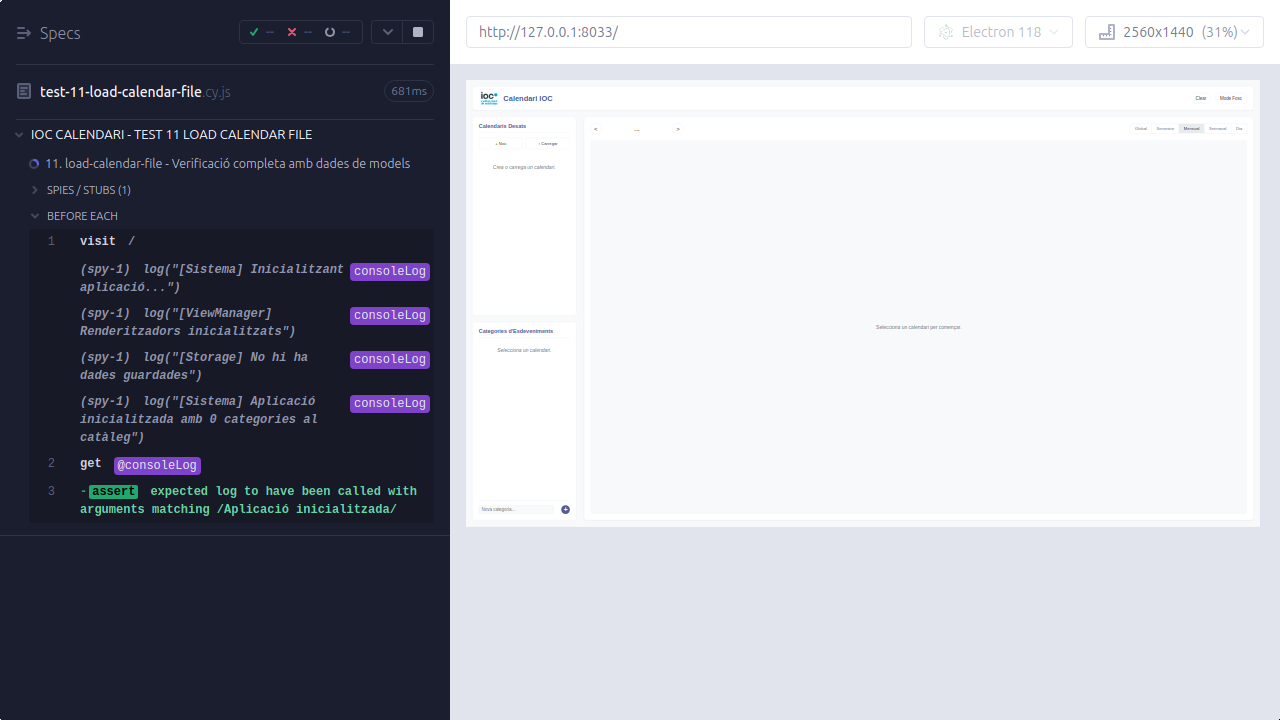 Specs
--
--
--
test-11-load-calendar-file.cy.js
681ms
IOC CALENDARI - TEST 11 LOAD CALENDAR FILE
11. load-calendar-file - Verificació completa amb dades de models
SPIES / STUBS (1)
BEFORE EACH
1 visit /
(spy-1) log("[Sistema] Inicialitzant aplicació...") consoleLog
(spy-1) log("[ViewManager] Renderitzadors inicialitzats") consoleLog
(spy-1) log("[Storage] No hi ha dades guardades") consoleLog
(spy-1) log("[Sistema] Aplicació inicialitzada amb 0 categories al catàleg") consoleLog
2 get @consoleLog
3 -assert expected log to have been called with arguments matching /Aplicació inicialitzada/
http://127.0.0.1:8033/
Electron 118
2560x1440 (31%)
ioc
Calendari IOC
Clear
Mode Fosc
Calendaris Desats
+ Nou
Carregar
Crea o carrega un calendari.
Categories d'Esdeveniments
Selecciona un calendari.
Nova categoria...
+
<
...
>
Global
Semestral
Mensual
Setmanal
Dia
Selecciona un calendari per començar.